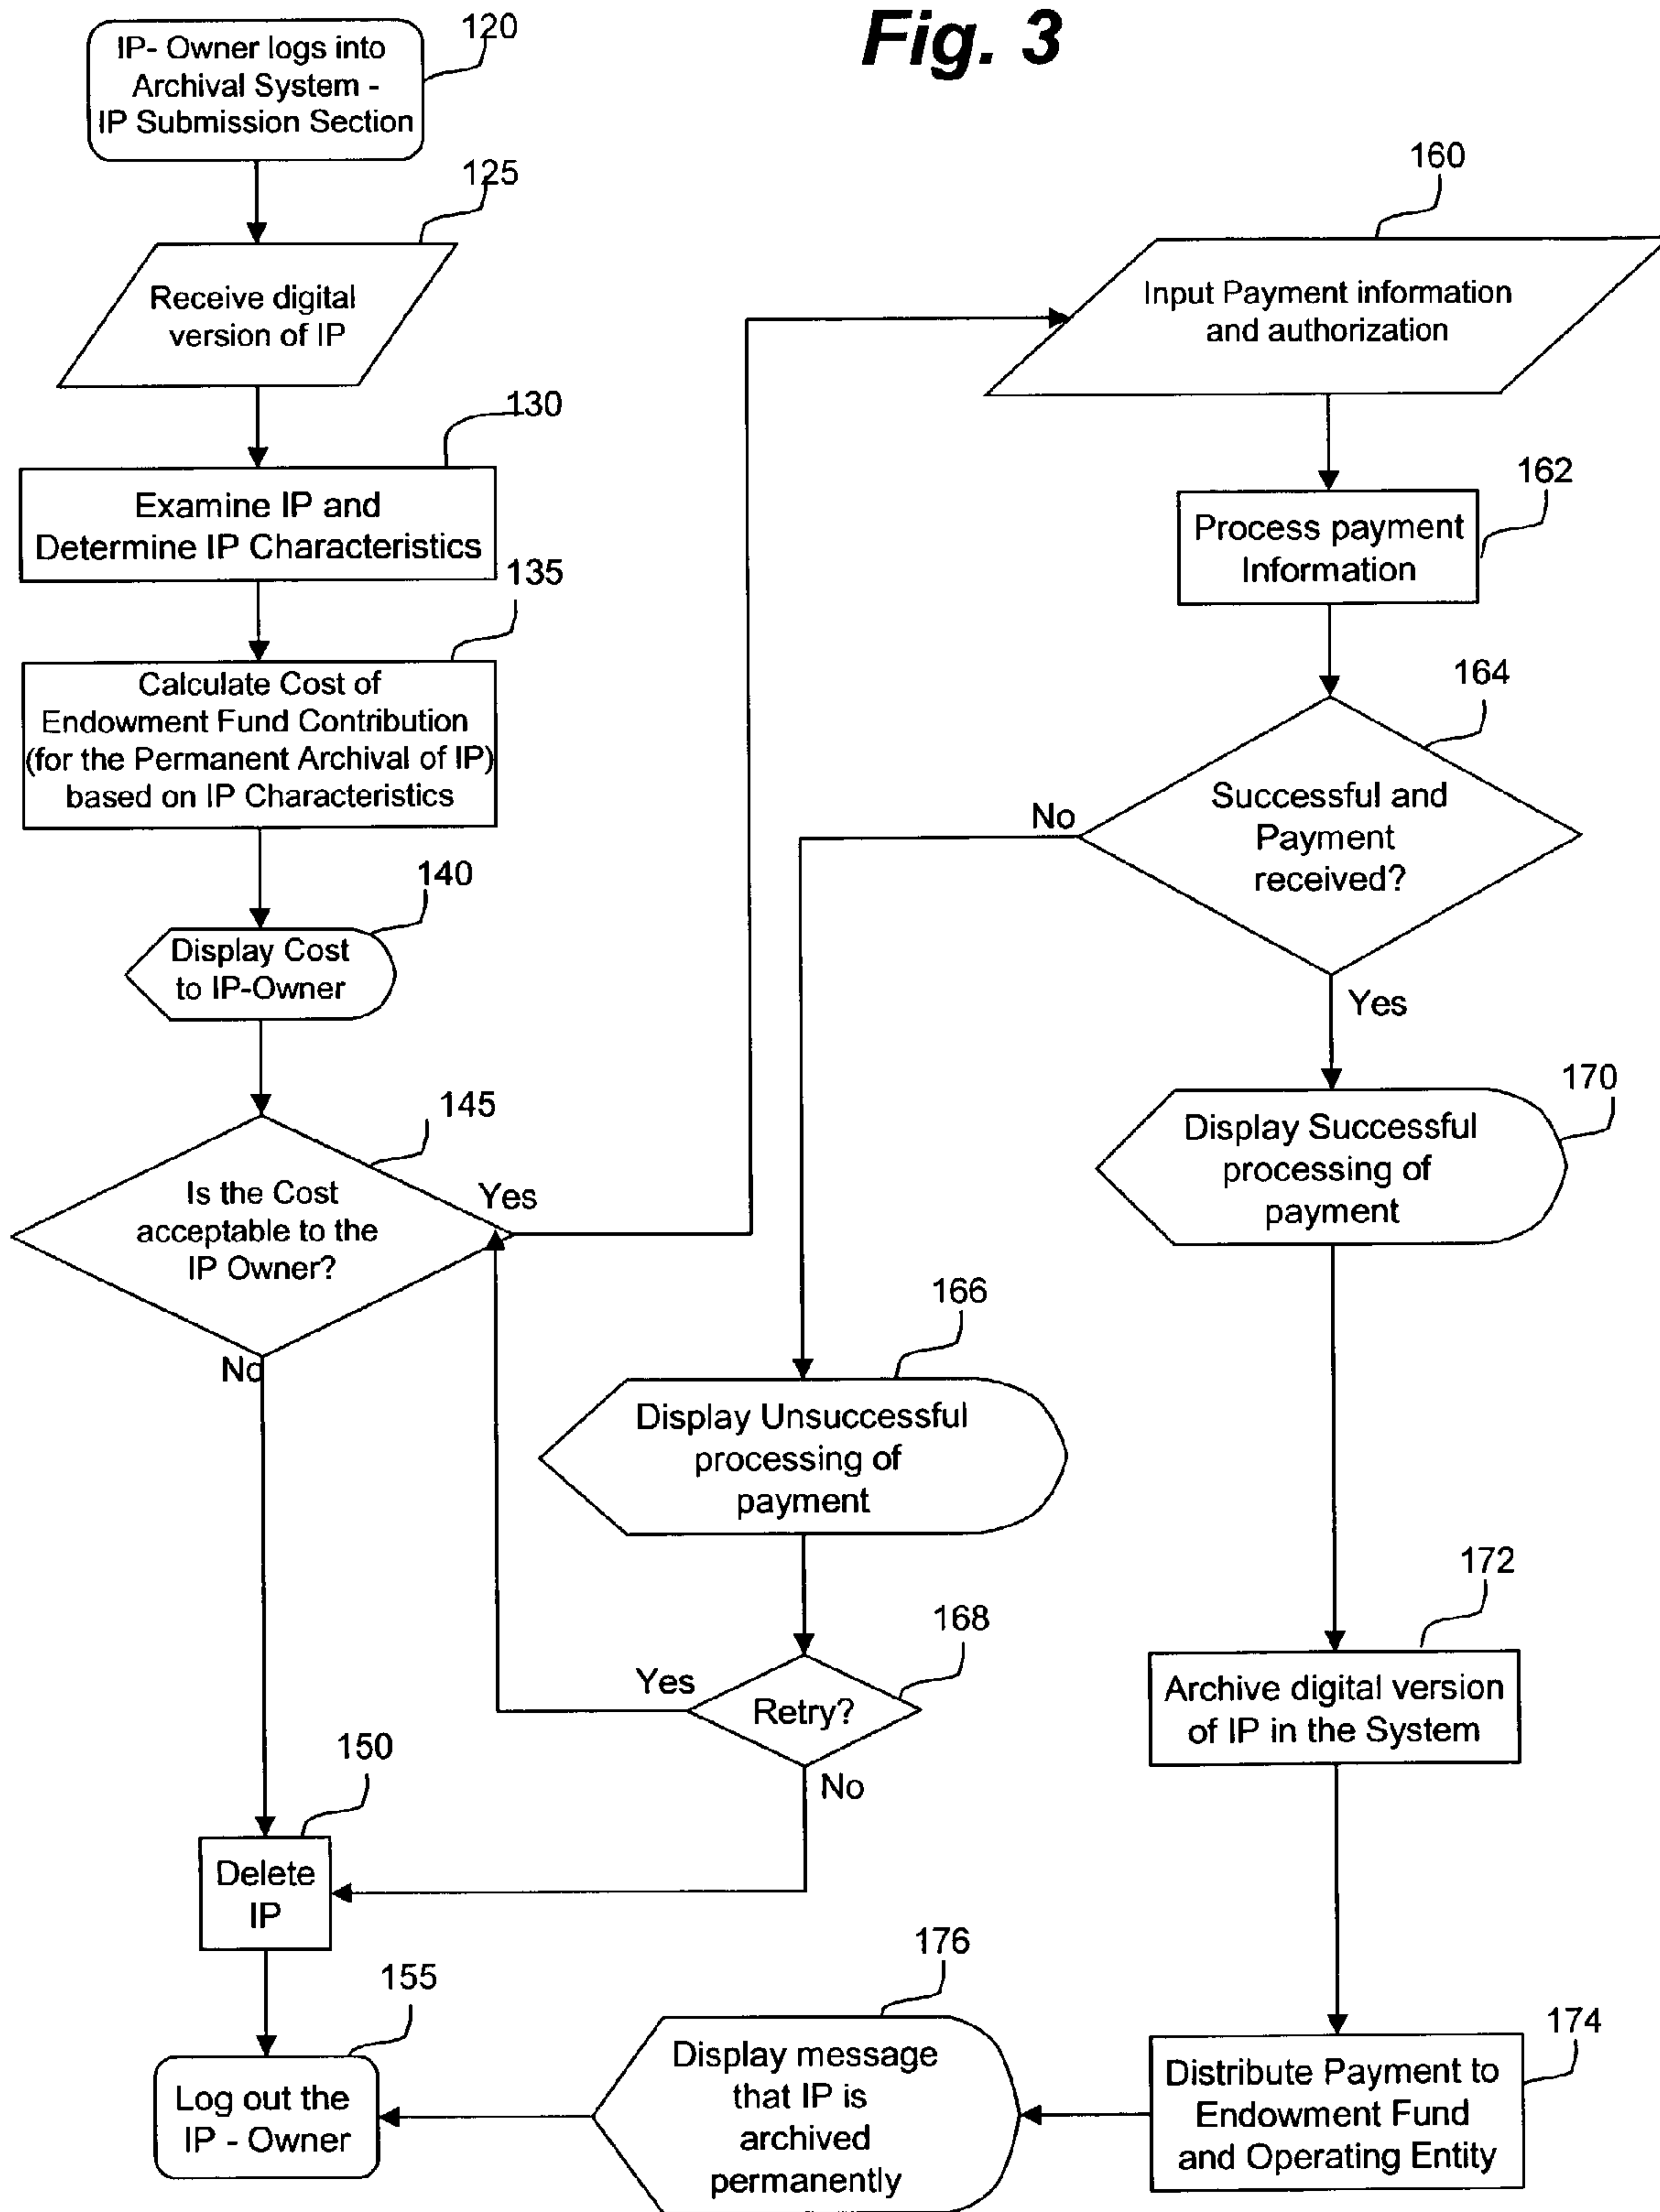 Fig. 3
120
IP- Owner logs into
Archival System -
IP Submission Section
125
Receive digital
version of IP
130
Examine IP and
Determine IP Characteristics
135
Calculate Cost of
Endowment Fund Contribution
(for the Permanent Archival of IP)
based on IP Characteristics
140
Display Cost
to IP-Owner
145
Is the Cost
acceptable to the
IP Owner?
Yes
No
150
Delete
IP
155
Log out the
IP - Owner
160
Input Payment information
and authorization
162
Process payment
Information
164
Successful and
Payment
received?
No
Yes
166
Display Unsuccessful
processing of
payment
168
Retry?
Yes
No
170
Display Successful
processing of
payment
172
Archive digital version
of IP in the System
174
Distribute Payment to
Endowment Fund
and Operating Entity
176
Display message
that IP is
archived
permanently